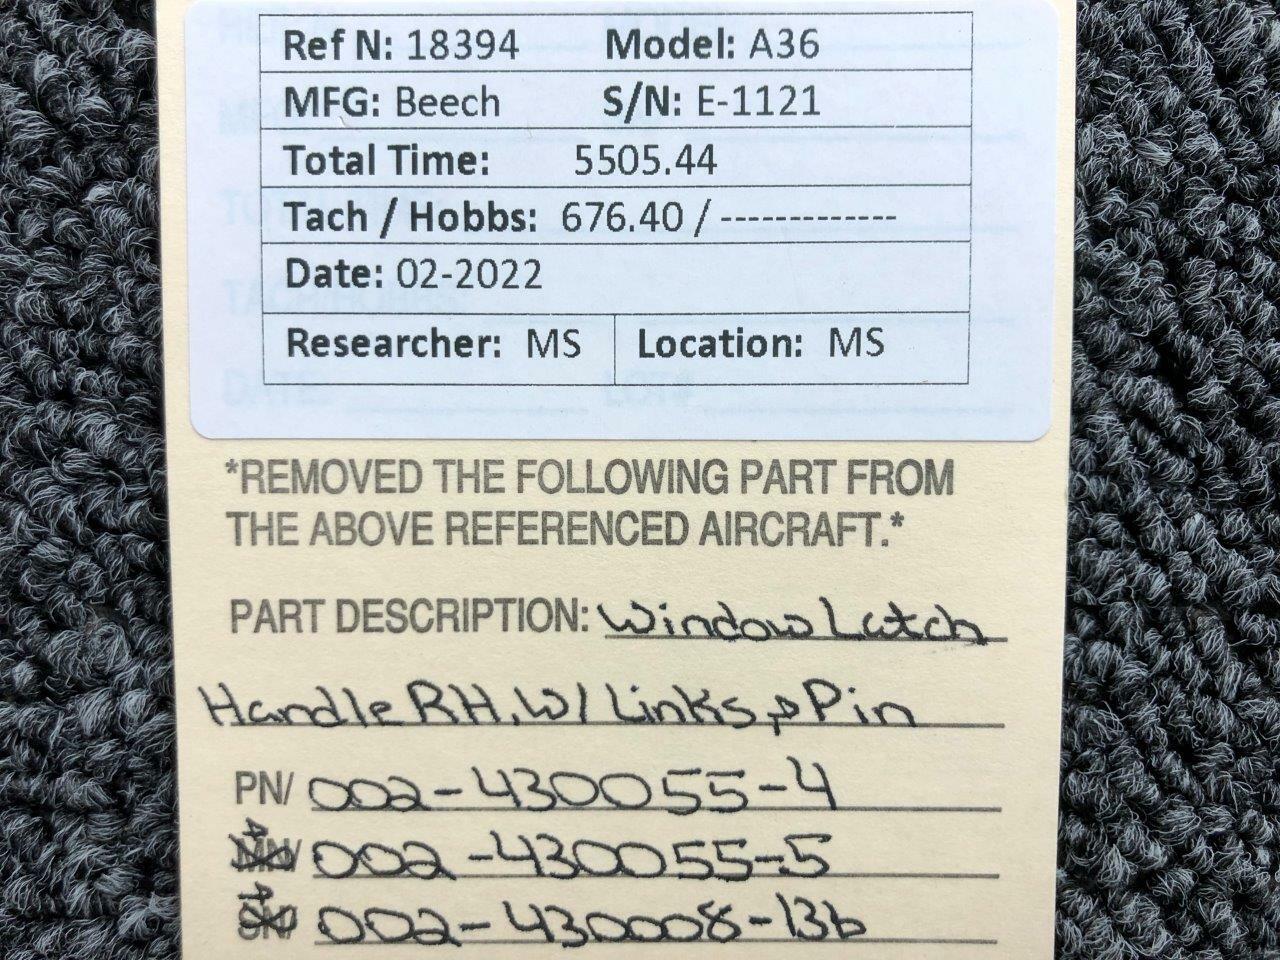 Ref N: 18394 Model: A36
MFG: Beech S/N: E-1121
Total Time: 5505.44
Tach / Hobbs: 676.40 / -------------
Date: 02-2022
Researcher: MS Location: MS
*REMOVED THE FOLLOWING PART FROM
THE ABOVE REFERENCED AIRCRAFT.*
PART DESCRIPTION: Window Latch
Handle RH, W/ Links, & Pin
PN/ 002-430055-4
MN/ 002-430055-5
SN/ 002-430008-13b